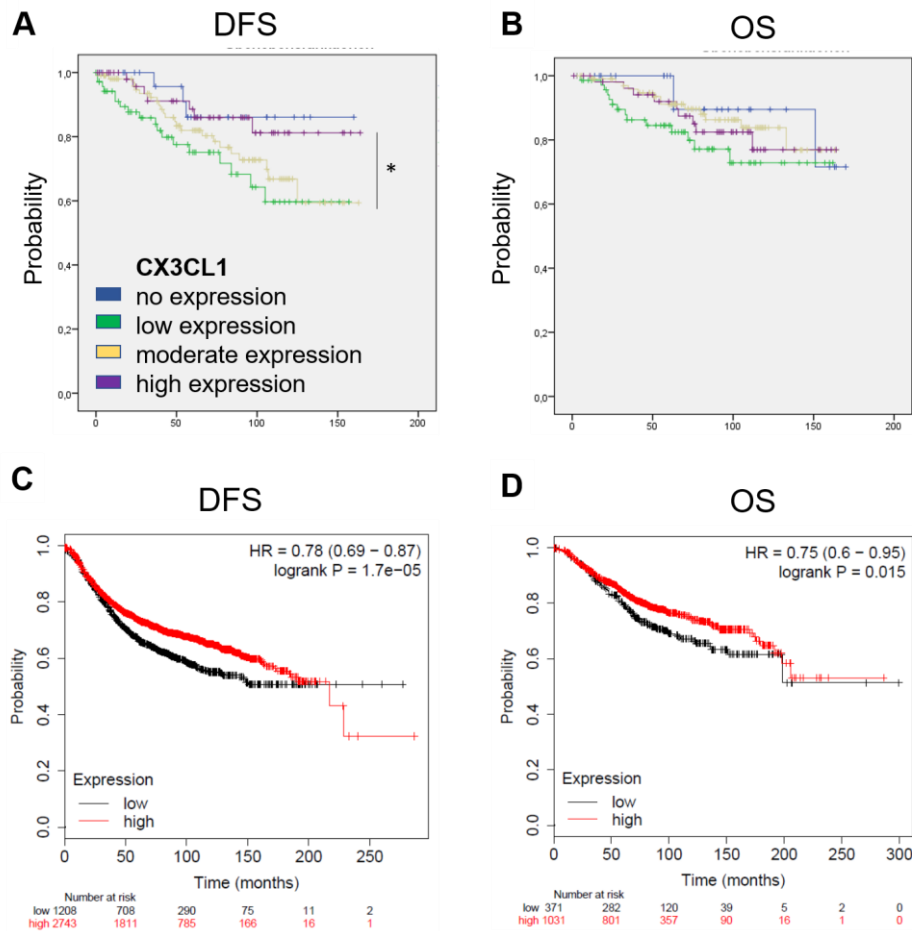 A
DFS
Probability
1,0
0,8
0,6
0,4
0,2
0,0
0
50
100
150
200
*
CX3CL1
no expression
low expression
moderate expression
high expression
B
OS
Probability
1,0
0,8
0,6
0,4
0,2
0,0
0
50
100
150
200
C
DFS
HR = 0.78 (0.69 – 0.87)
logrank P = 1.7e−05
Probability
1.0
0.8
0.6
0.4
0.2
0.0
Expression
low
high
0 50 100 150 200 250
Time (months)
Number at risk
low 1208 708 290 75 11 2
high 2743 1811 785 166 16 1
D
OS
HR = 0.75 (0.6 – 0.95)
logrank P = 0.015
Probability
1.0
0.8
0.6
0.4
0.2
0.0
Expression
low
high
0 50 100 150 200 250 300
Time (months)
Number at risk
low 371 282 120 39 5 2 0
high 1031 801 357 90 16 1 0